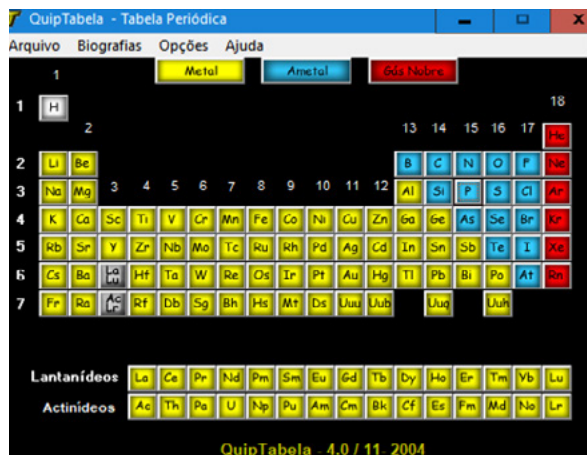 QuipTabela - Tabela Periódica
Arquivo Biografias Opções Ajuda
Metal Ametal Gás Nobre
1 18
1 H
2 13 14 15 16 17 He
2 Li Be B C N O F Ne
3 Na Mg 3 4 5 6 7 8 9 10 11 12 Al Si P S Cl Ar
4 K Ca Sc Ti V Cr Mn Fe Co Ni Cu Zn Ga Ge As Se Br Kr
5 Rb Sr Y Zr Nb Mo Tc Ru Rh Pd Ag Cd In Sn Sb Te I Xe
6 Cs Ba La Lu Hf Ta W Re Os Ir Pt Au Hg Tl Pb Bi Po At Rn
7 Fr Ra Ac Lr Rf Db Sg Bh Hs Mt Ds Uuu Uub Uuq Uuh
Lantanídeos La Ce Pr Nd Pm Sm Eu Gd Tb Dy Ho Er Tm Yb Lu
Actinídeos Ac Th Pa U Np Pu Am Cm Bk Cf Es Fm Md No Lr
QuipTabela - 4.0 / 11- 2004